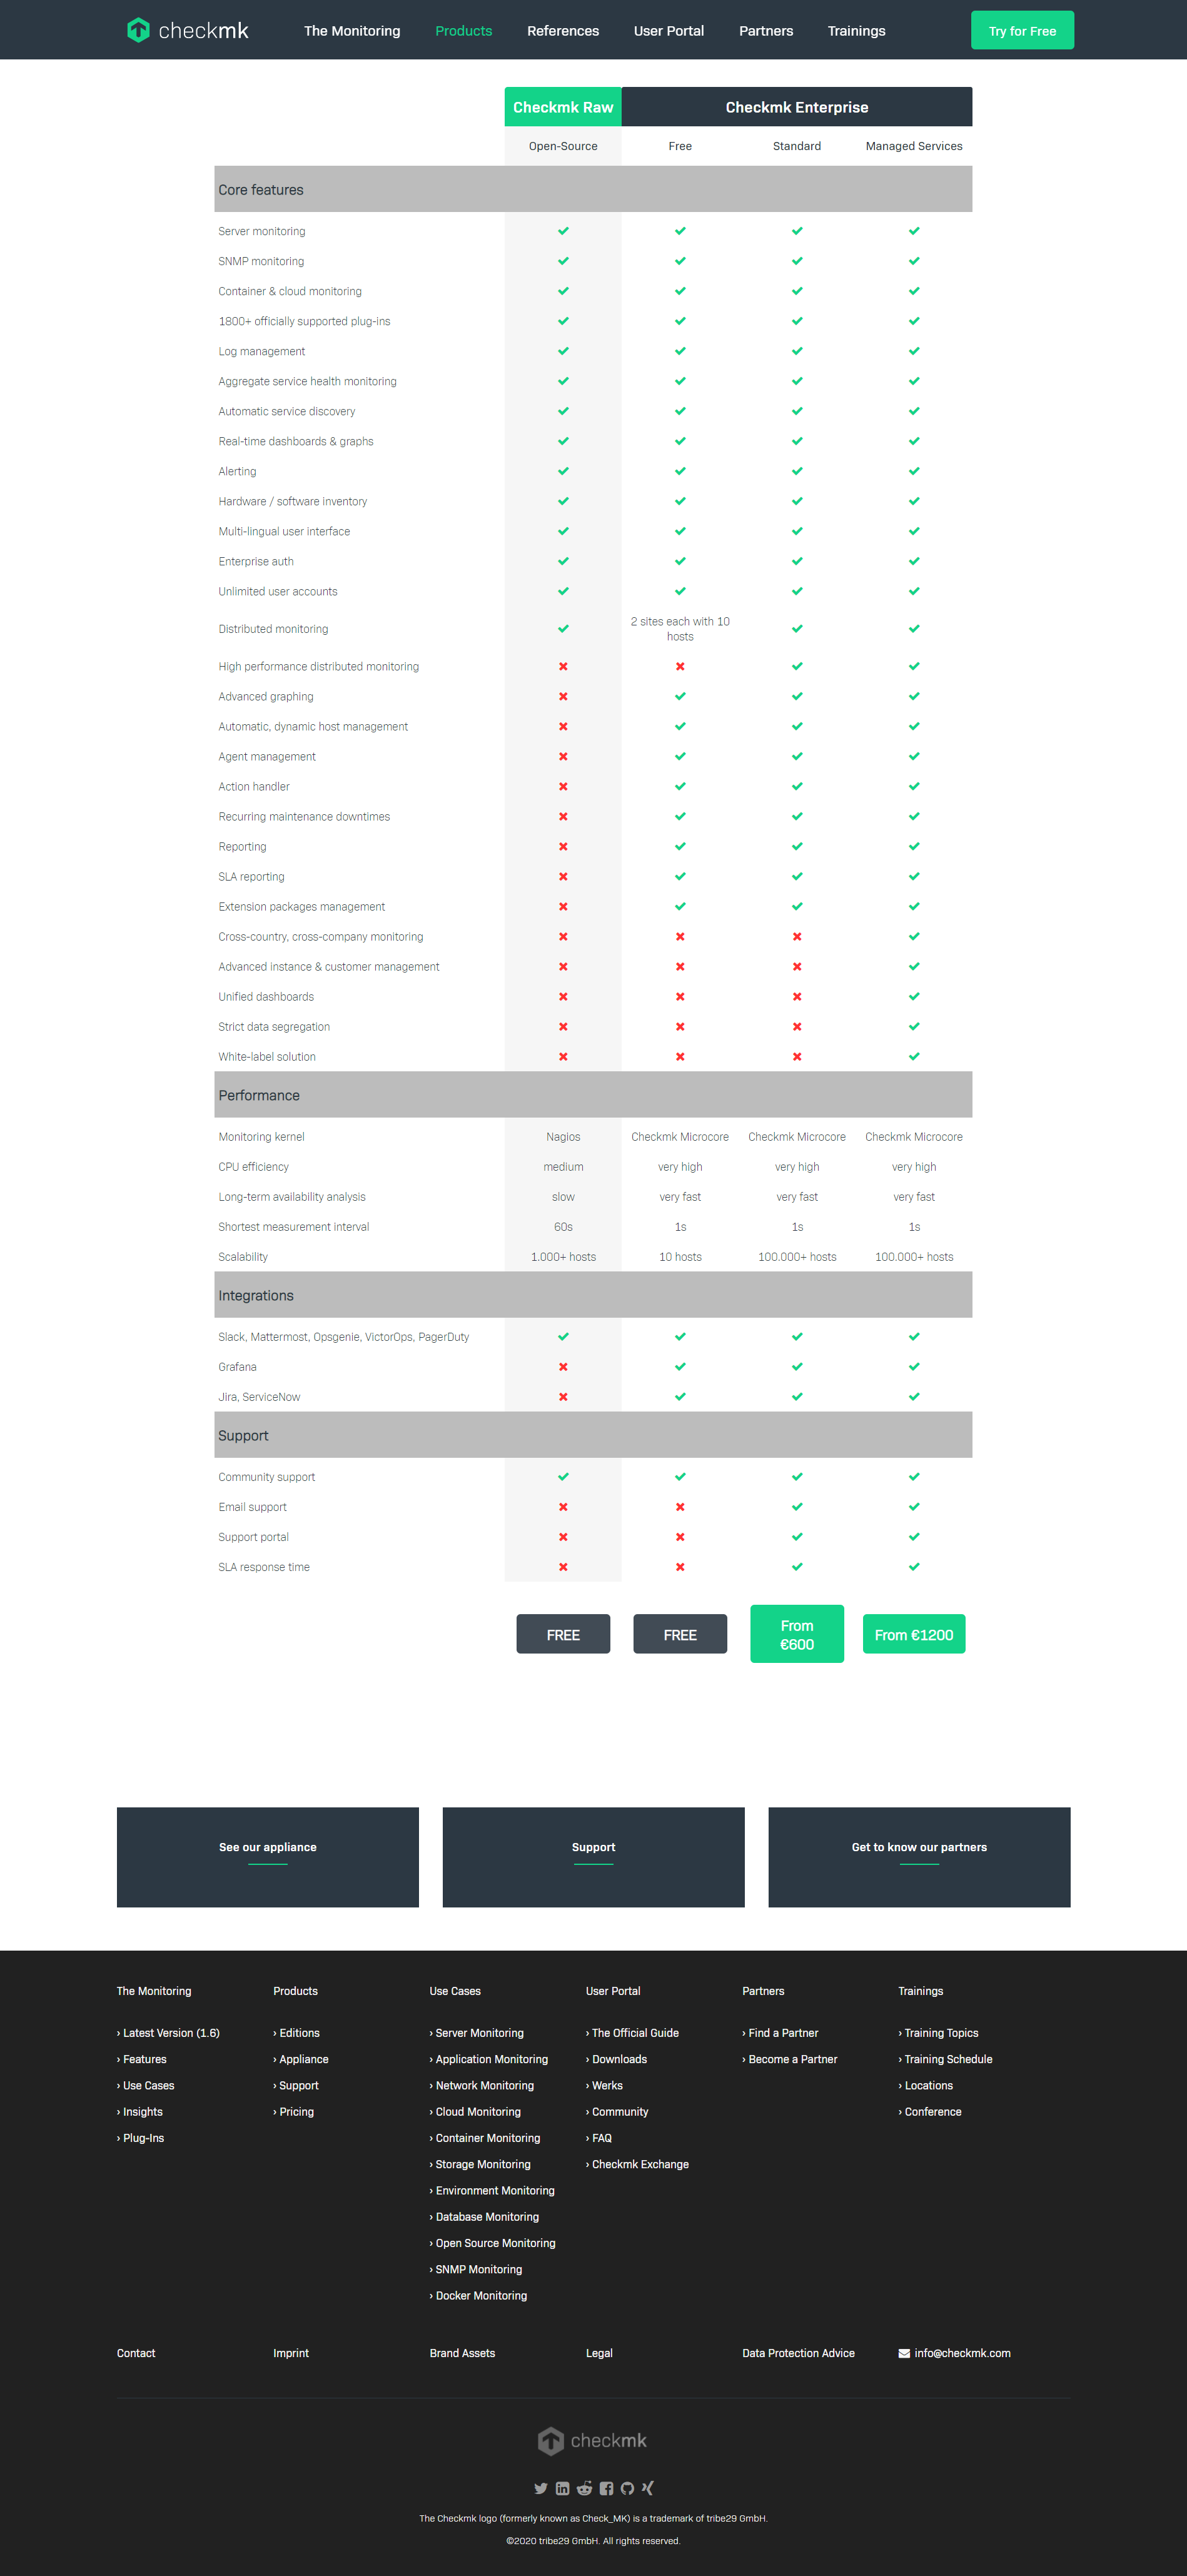 checkmk The Monitoring Products References User Portal Partners Trainings Try for Free
Checkmk Raw Checkmk Enterprise
Open-Source Free Standard Managed Services
Core features
Server monitoring
SNMP monitoring
Container & cloud monitoring
1800+ officially supported plug-ins
Log management
Aggregate service health monitoring
Automatic service discovery
Real-time dashboards & graphs
Alerting
Hardware / software inventory
Multi-lingual user interface
Enterprise auth
Unlimited user accounts
Distributed monitoring 2 sites each with 10
hosts
High performance distributed monitoring
Advanced graphing
Automatic, dynamic host management
Agent management
Action handler
Recurring maintenance downtimes
Reporting
SLA reporting
Extension packages management
Cross-country, cross-company monitoring
Advanced instance & customer management
Unified dashboards
Strict data segregation
White-label solution
Performance
Monitoring kernel Nagios Checkmk Microcore Checkmk Microcore Checkmk Microcore
CPU efficiency medium very high very high very high
Long-term availability analysis slow very fast very fast very fast
Shortest measurement interval 60s 1s 1s 1s
Scalability 1.000+ hosts 10 hosts 100.000+ hosts 100.000+ hosts
Integrations
Slack, Mattermost, Opsgenie, VictorOps, PagerDuty
Grafana
Jira, ServiceNow
Support
Community support
Email support
Support portal
SLA response time
FREE FREE From
€600 From €1200
See our appliance Support Get to know our partners
The Monitoring Products Use Cases User Portal Partners Trainings
› Latest Version (1.6) › Editions › Server Monitoring › The Official Guide › Find a Partner › Training Topics
› Features › Appliance › Application Monitoring › Downloads › Become a Partner › Training Schedule
› Use Cases › Support › Network Monitoring › Werks › Locations
› Insights › Pricing › Cloud Monitoring › Community › Conference
› Plug-Ins › Container Monitoring › FAQ
› Storage Monitoring › Checkmk Exchange
› Environment Monitoring
› Database Monitoring
› Open Source Monitoring
› SNMP Monitoring
› Docker Monitoring
Contact Imprint Brand Assets Legal Data Protection Advice info@checkmk.com
checkmk
The Checkmk logo (formerly known as Check_MK) is a trademark of tribe29 GmbH.
©2020 tribe29 GmbH. All rights reserved.